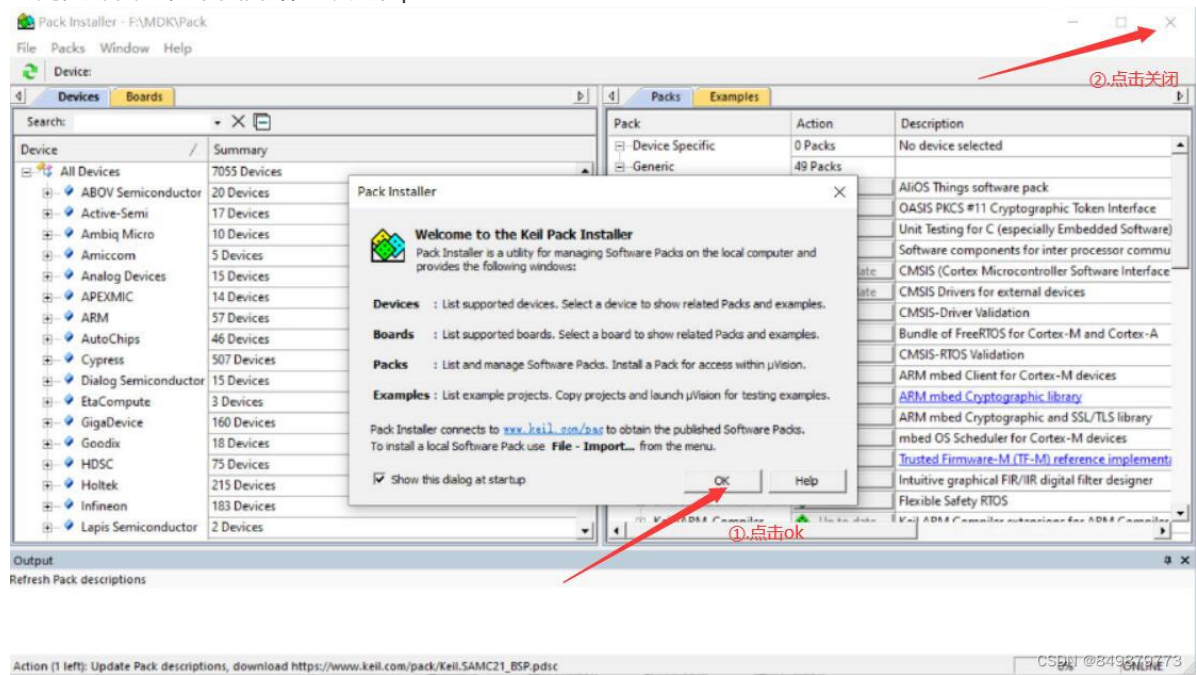 Pack Installer - F:\MDK\Pack
File Packs Window Help
Device:
Devices Boards
Packs Examples
②.点击关闭
Search:
Pack Action Description
Device / Summary
Device Specific 0 Packs No device selected
All Devices 7055 Devices
Generic 49 Packs
ABOV Semiconductor 20 Devices
AliOS Things software pack
Active-Semi 17 Devices
OASIS PKCS #11 Cryptographic Token Interface
Ambiq Micro 10 Devices
Unit Testing for C (especially Embedded Software)
Amiccom 5 Devices
Software components for inter processor commu
Analog Devices 15 Devices
CMSIS (Cortex Microcontroller Software Interface
APEXMIC 14 Devices
CMSIS Drivers for external devices
ARM 57 Devices
CMSIS-Driver Validation
AutoChips 46 Devices
Bundle of FreeRTOS for Cortex-M and Cortex-A
Cypress 507 Devices
CMSIS-RTOS Validation
Dialog Semiconductor 15 Devices
ARM mbed Client for Cortex-M devices
EtaCompute 3 Devices
ARM mbed Cryptographic library
GigaDevice 160 Devices
ARM mbed Cryptographic and SSL/TLS library
Goodix 18 Devices
mbed OS Scheduler for Cortex-M devices
HDSC 75 Devices
Trusted Firmware-M (TF-M) reference implementa
Holtek 215 Devices
Intuitive graphical FIR/IIR digital filter designer
Infineon 183 Devices
Flexible Safety RTOS
Lapis Semiconductor 2 Devices
Pack Installer
Welcome to the Keil Pack Installer
Pack Installer is a utility for managing Software Packs on the local computer and
provides the following windows:
Devices : List supported devices. Select a device to show related Packs and examples.
Boards : List supported boards. Select a board to show related Packs and examples.
Packs : List and manage Software Packs. Install a Pack for access within µVision.
Examples : List example projects. Copy projects and launch µVision for testing examples.
Pack Installer connects to www.keil.com/pac to obtain the published Software Packs.
To install a local Software Pack use File - Import... from the menu.
Show this dialog at startup
OK Help
①.点击ok
Output
Refresh Pack descriptions
Action (1 left): Update Pack descriptions, download https://www.keil.com/pack/Keil.SAMC21_BSP.pdsc
0% ONLINE
CSDN @849879773